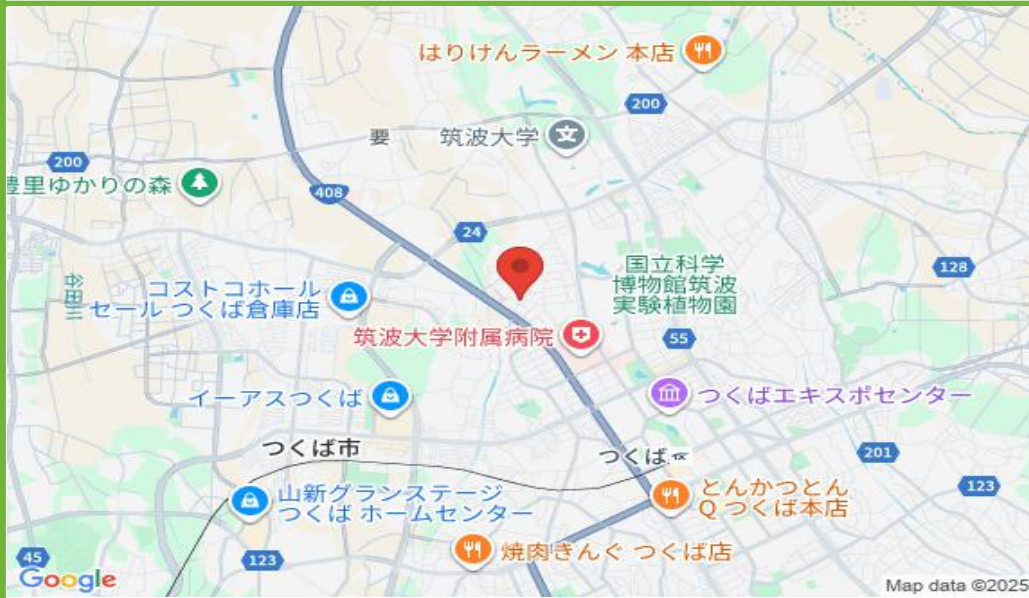 はりけんラーメン 本店
200
要
筑波大学
文
200
豊里ゆかりの森
408
24
国立科学
博物館筑波
実験植物園
128
谷田川
コストコホール
セール つくば倉庫店
筑波大学附属病院
55
イーアスつくば
つくばエキスポセンター
つくば市
つくば
201
山新グランステージ
つくば ホームセンター
とんかつとん
Q つくば本店
123
焼肉きんぐ つくば店
45
123
Google
Map data ©2025